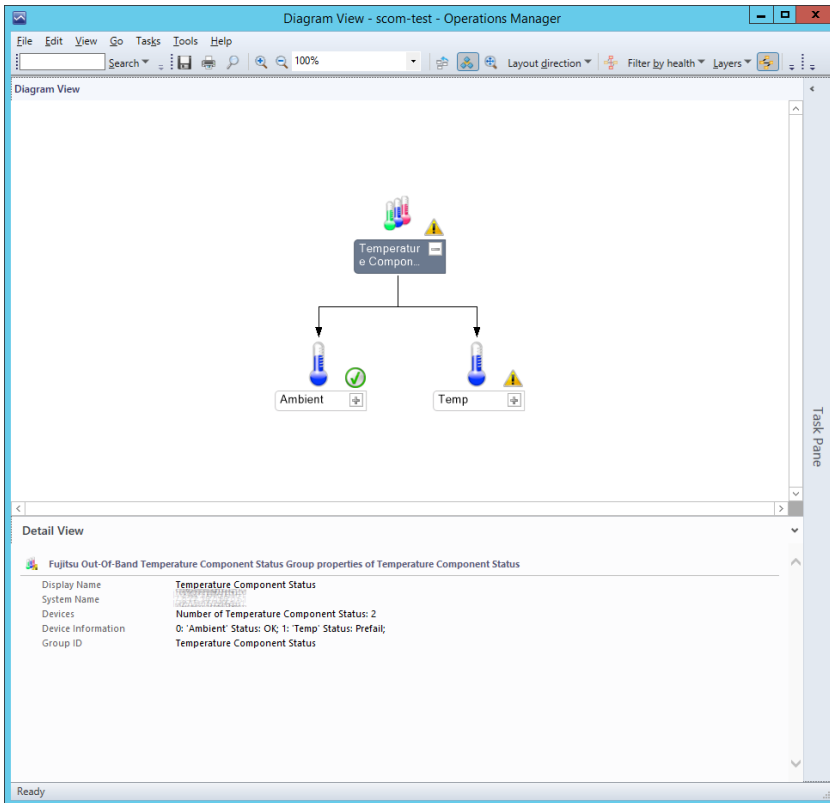 Diagram View - scom-test - Operations Manager
File Edit View Go Tasks Tools Help
Search 100% Layout direction Filter by health Layers
Diagram View
Temperatur
e Compon...
Ambient
Temp
Task Pane
Detail View
Fujitsu Out-Of-Band Temperature Component Status Group properties of Temperature Component Status
Display Name Temperature Component Status
System Name
Devices Number of Temperature Component Status: 2
Device Information 0: 'Ambient' Status: OK; 1: 'Temp' Status: Prefail;
Group ID Temperature Component Status
Ready